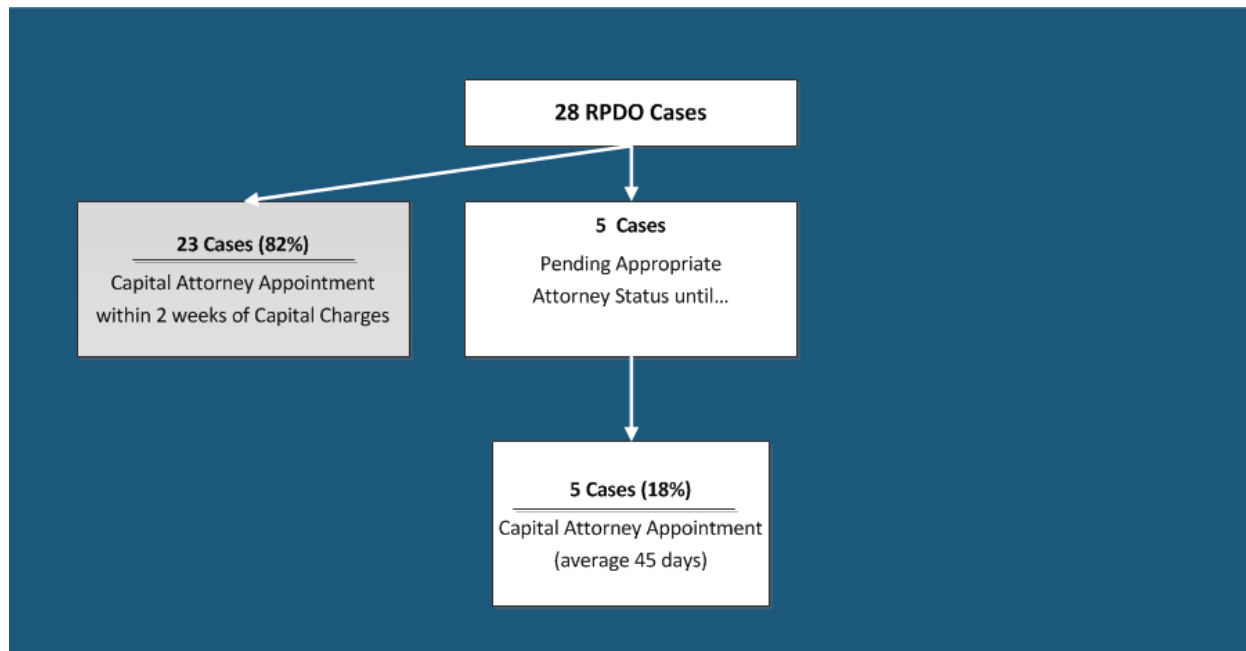 28 RPDO Cases
23 Cases (82%)
Capital Attorney Appointment
within 2 weeks of Capital Charges
5 Cases
Pending Appropriate
Attorney Status until...
5 Cases (18%)
Capital Attorney Appointment
(average 45 days)